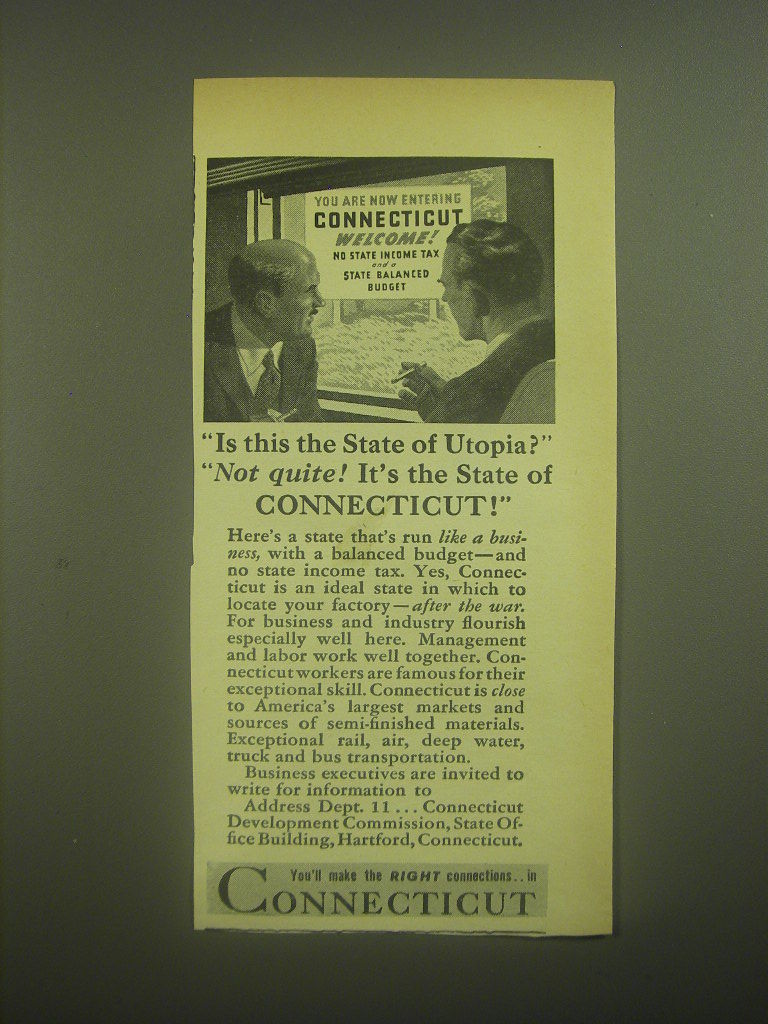 YOU ARE NOW ENTERING
CONNECTICUT
WELCOME!
NO STATE INCOME TAX
and a
STATE BALANCED
BUDGET
“Is this the State of Utopia?”
“Not quite! It's the State of
CONNECTICUT!”
Here's a state that's run like a busi-
ness, with a balanced budget—and
no state income tax. Yes, Connec-
ticut is an ideal state in which to
locate your factory—after the war.
For business and industry flourish
especially well here. Management
and labor work well together. Con-
necticut workers are famous for their
exceptional skill. Connecticut is close
to America's largest markets and
sources of semi-finished materials.
Exceptional rail, air, deep water,
truck and bus transportation.
Business executives are invited to
write for information to
Address Dept. 11 ... Connecticut
Development Commission, State Of-
fice Building, Hartford, Connecticut.
You'll make the RIGHT connections..in
CONNECTICUT